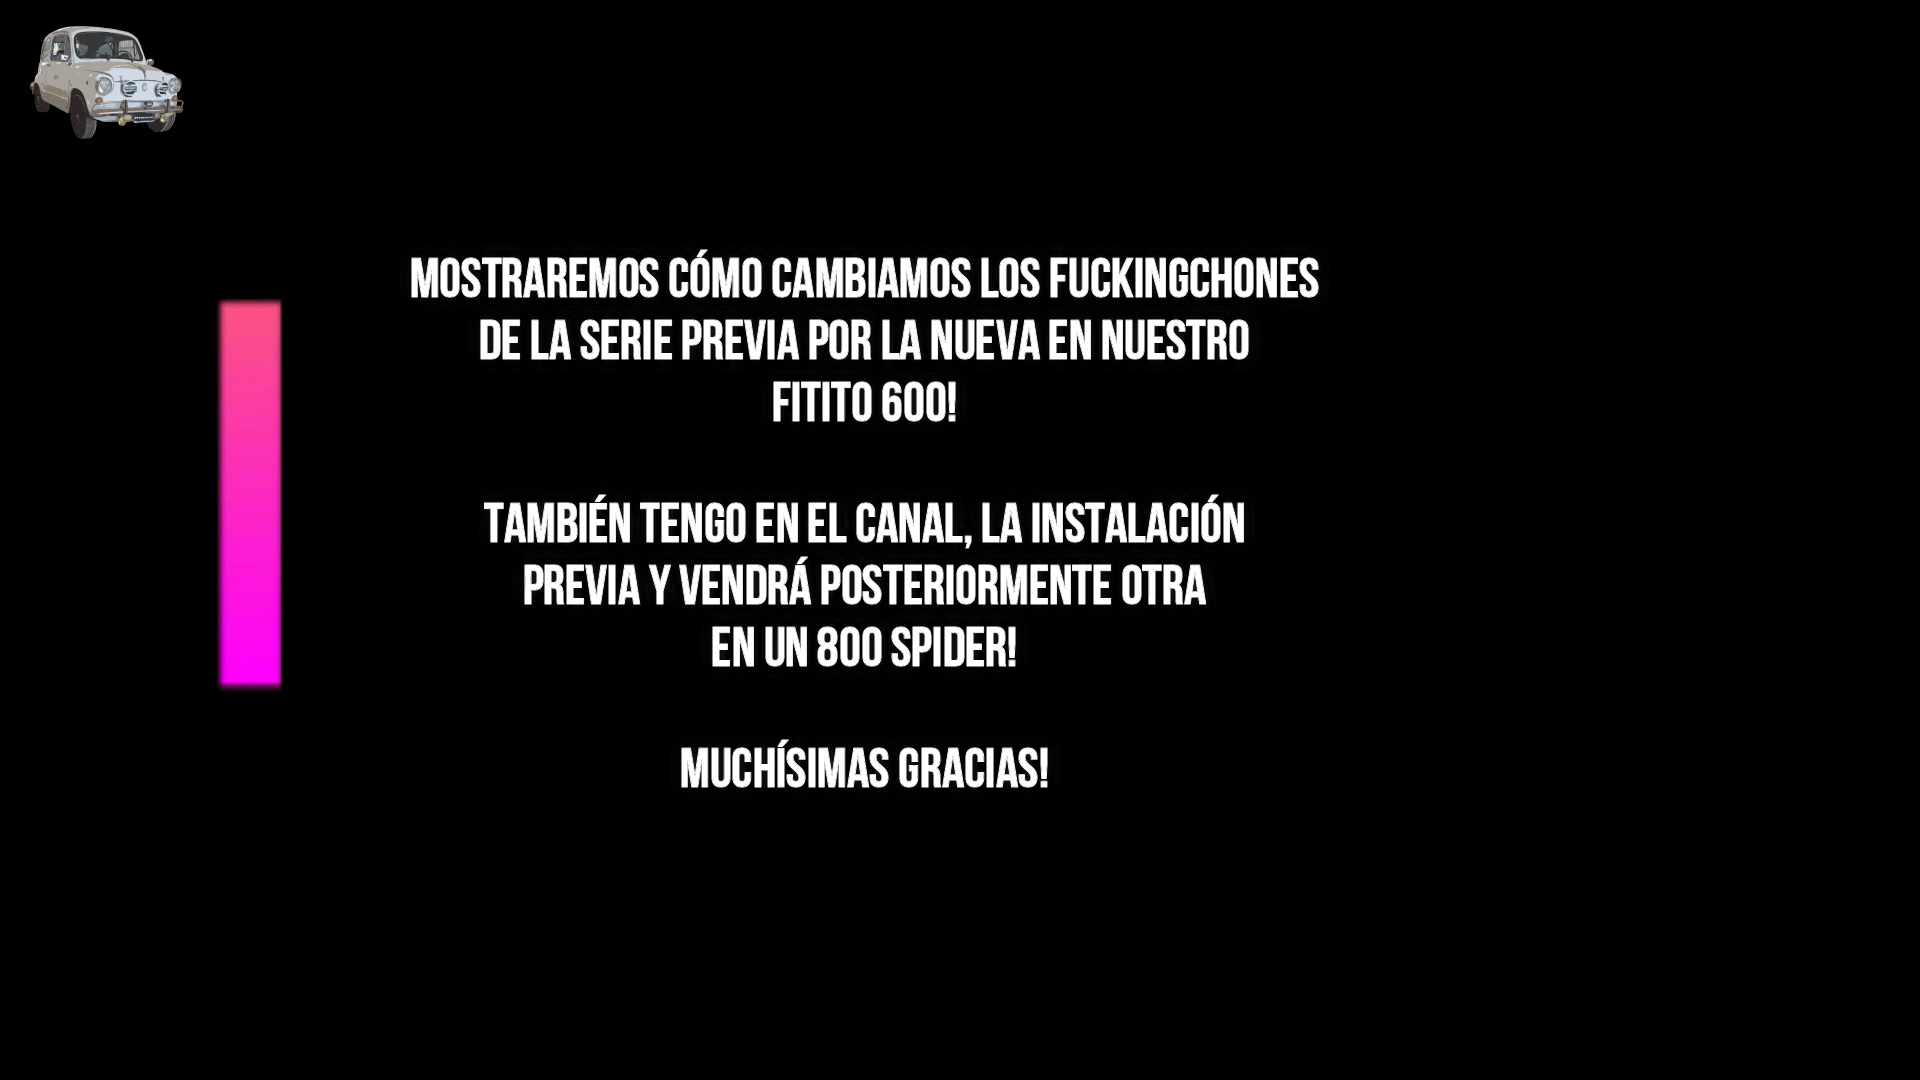 MOSTRAREMOS CÓMO CAMBIAMOS LOS FUCKINGCHONES
DE LA SERIE PREVIA POR LA NUEVA EN NUESTRO
FITITO 600!
TAMBIÉN TENGO EN EL CANAL, LA INSTALACIÓN
PREVIA Y VENDRÁ POSTERIORMENTE OTRA
EN UN 800 SPIDER!
MUCHÍSIMAS GRACIAS!